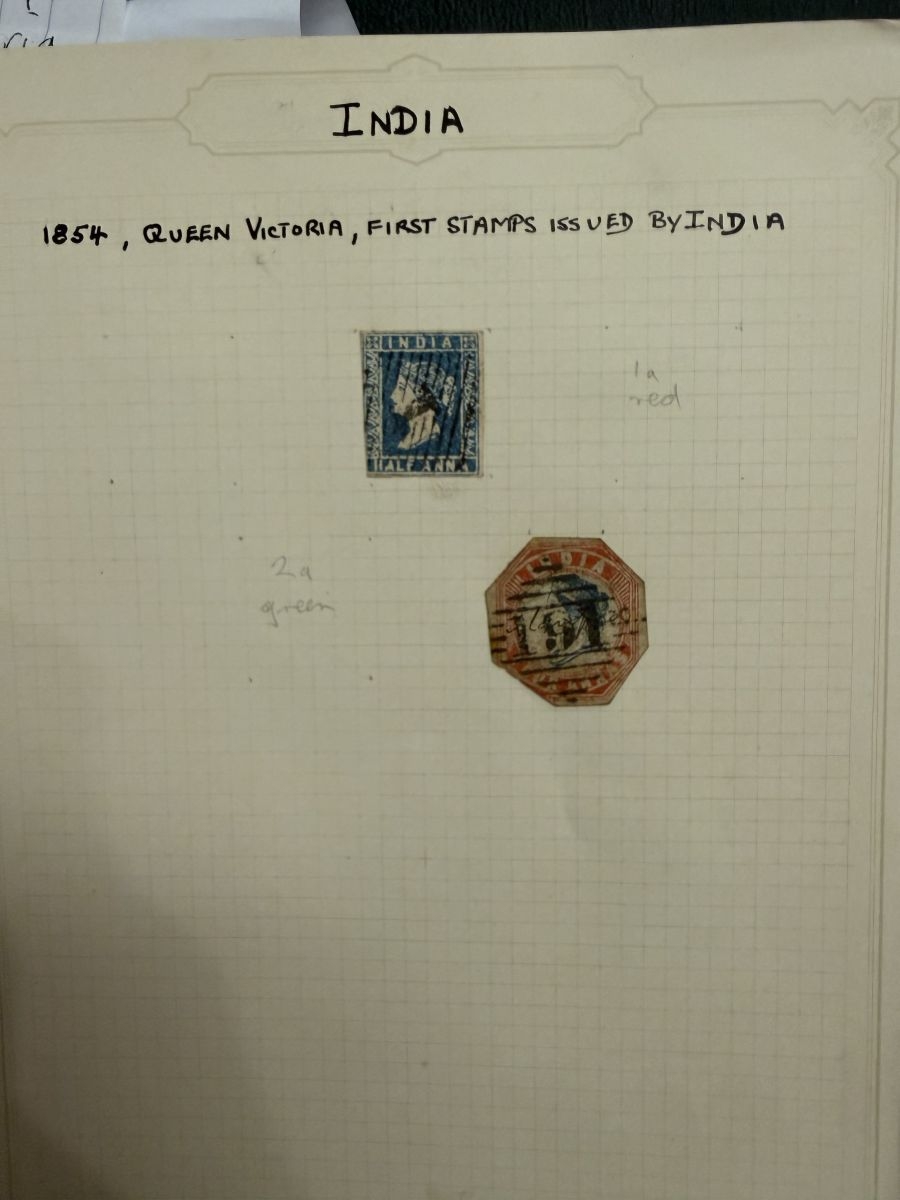 INDIA
1854, QUEEN VICTORIA, FIRST STAMPS ISSUED BY INDIA
INDIA
HALF ANNA
1a
red
2a
green
INDIA